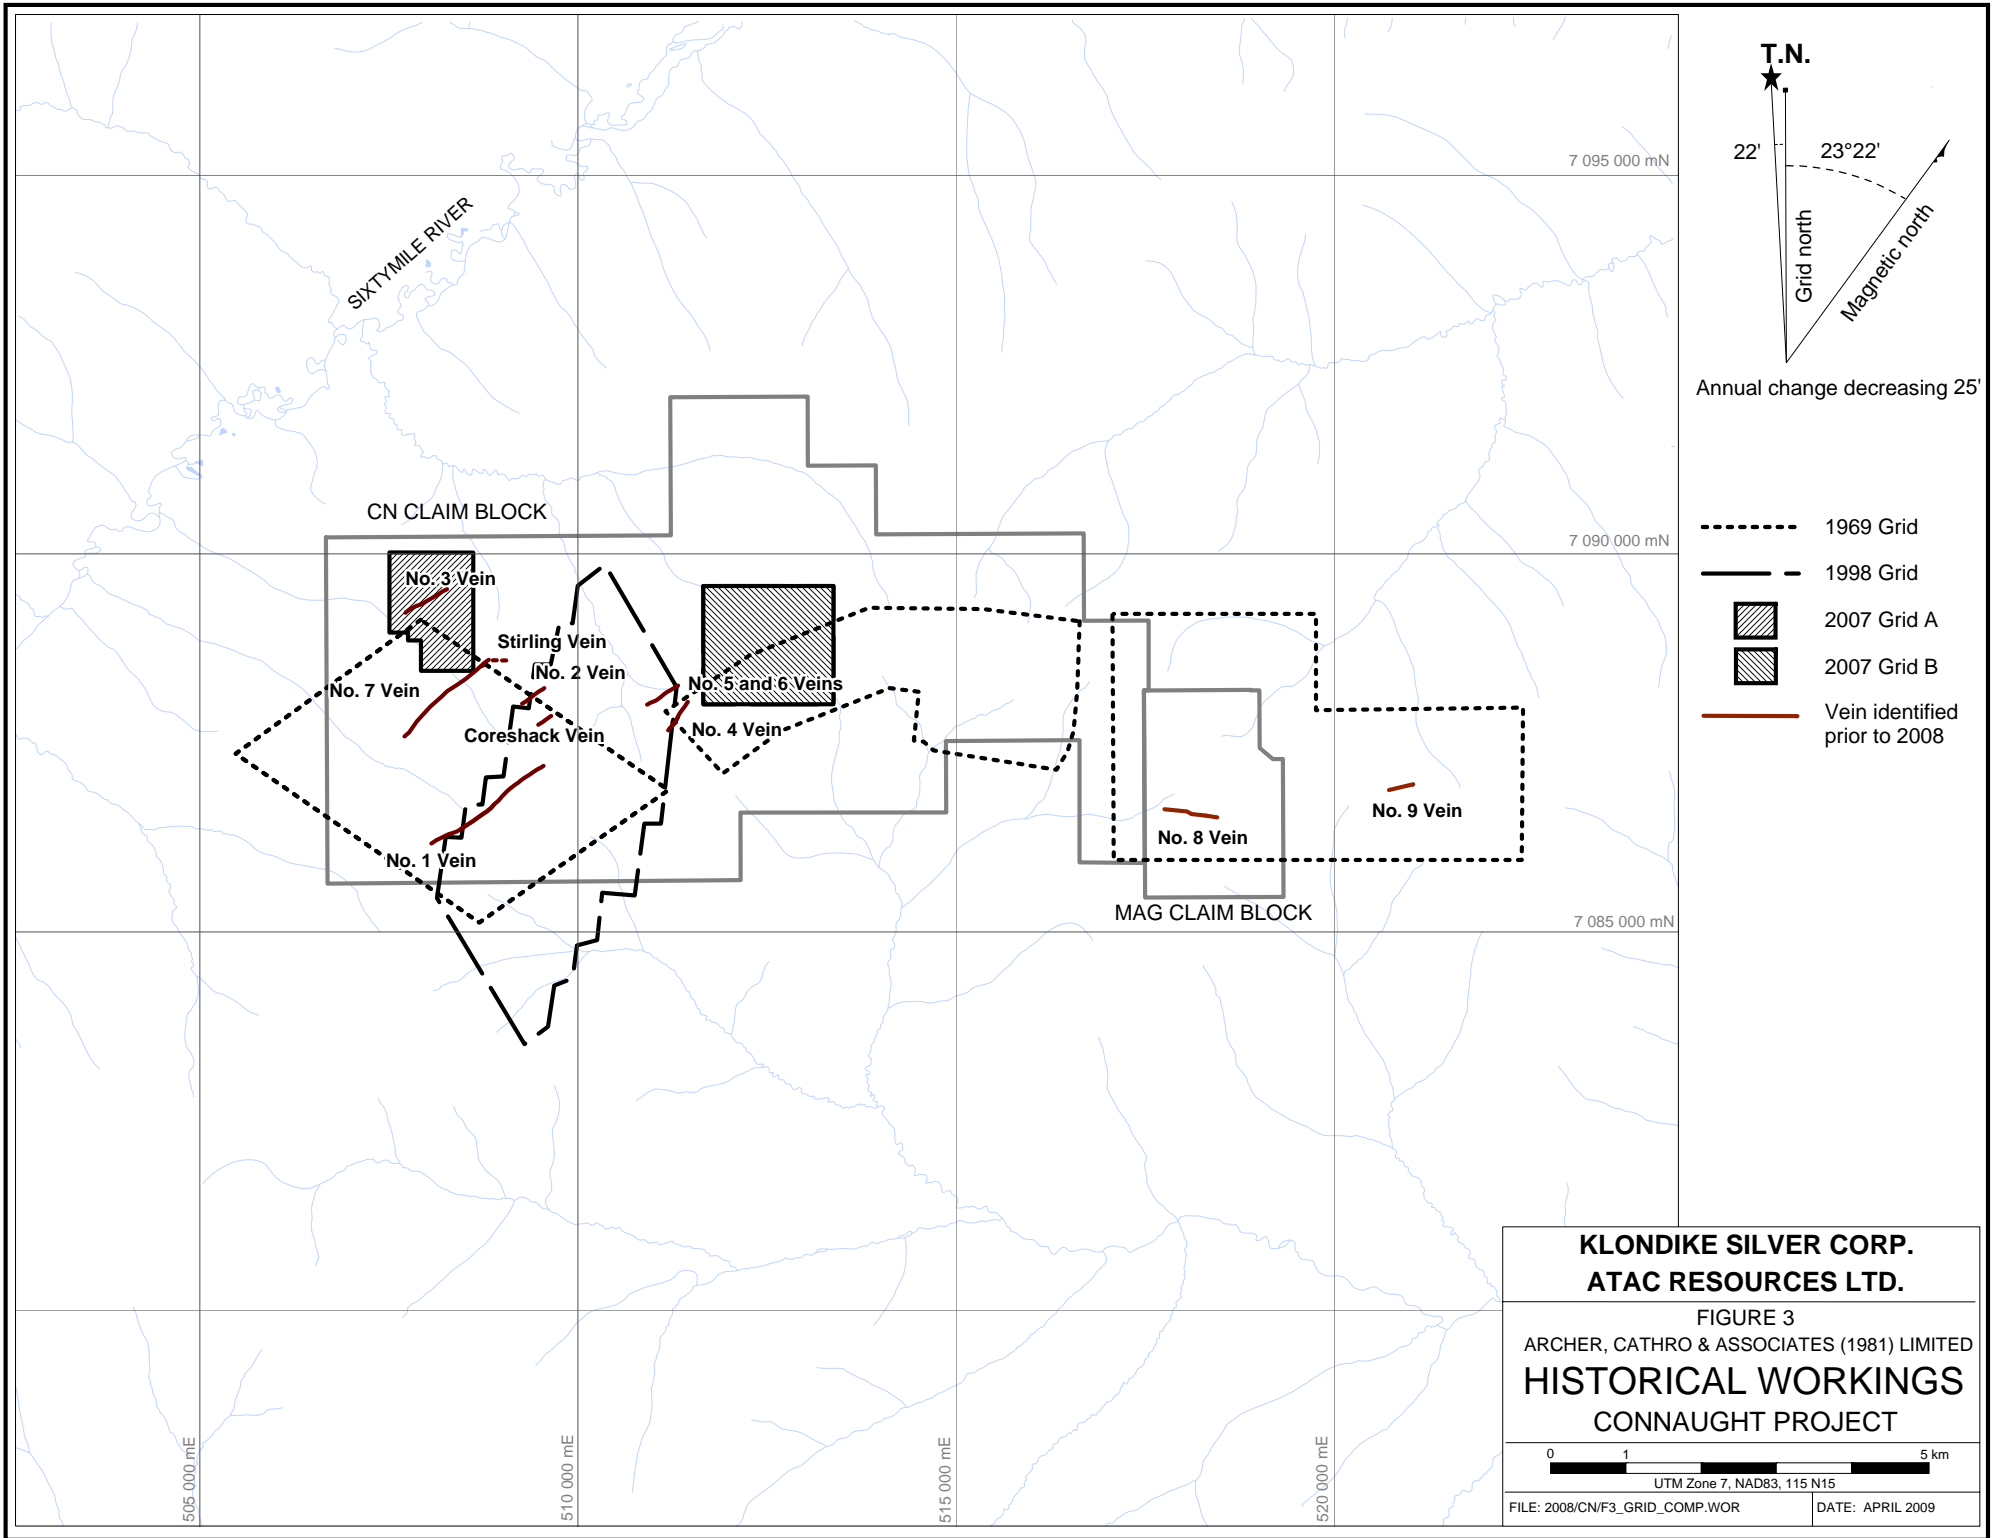 T.N.
22'
23°22'
Grid north
Magnetic north
Annual change decreasing 25'
7 095 000 mN
SIXTYMILE RIVER
CN CLAIM BLOCK
7 090 000 mN
1969 Grid
1998 Grid
2007 Grid A
2007 Grid B
Vein identified
prior to 2008
No. 3 Vein
Stirling Vein
No. 2 Vein
No. 7 Vein
No. 5 and 6 Veins
Coreshack Vein
No. 4 Vein
No. 1 Vein
No. 8 Vein
No. 9 Vein
MAG CLAIM BLOCK
7 085 000 mN
505 000 mE
510 000 mE
515 000 mE
520 000 mE
KLONDIKE SILVER CORP.
ATAC RESOURCES LTD.
FIGURE 3
ARCHER, CATHRO & ASSOCIATES (1981) LIMITED
HISTORICAL WORKINGS
CONNAUGHT PROJECT
0 1 5 km
UTM Zone 7, NAD83, 115 N15
FILE: 2008/CN/F3_GRID_COMP.WOR
DATE: APRIL 2009